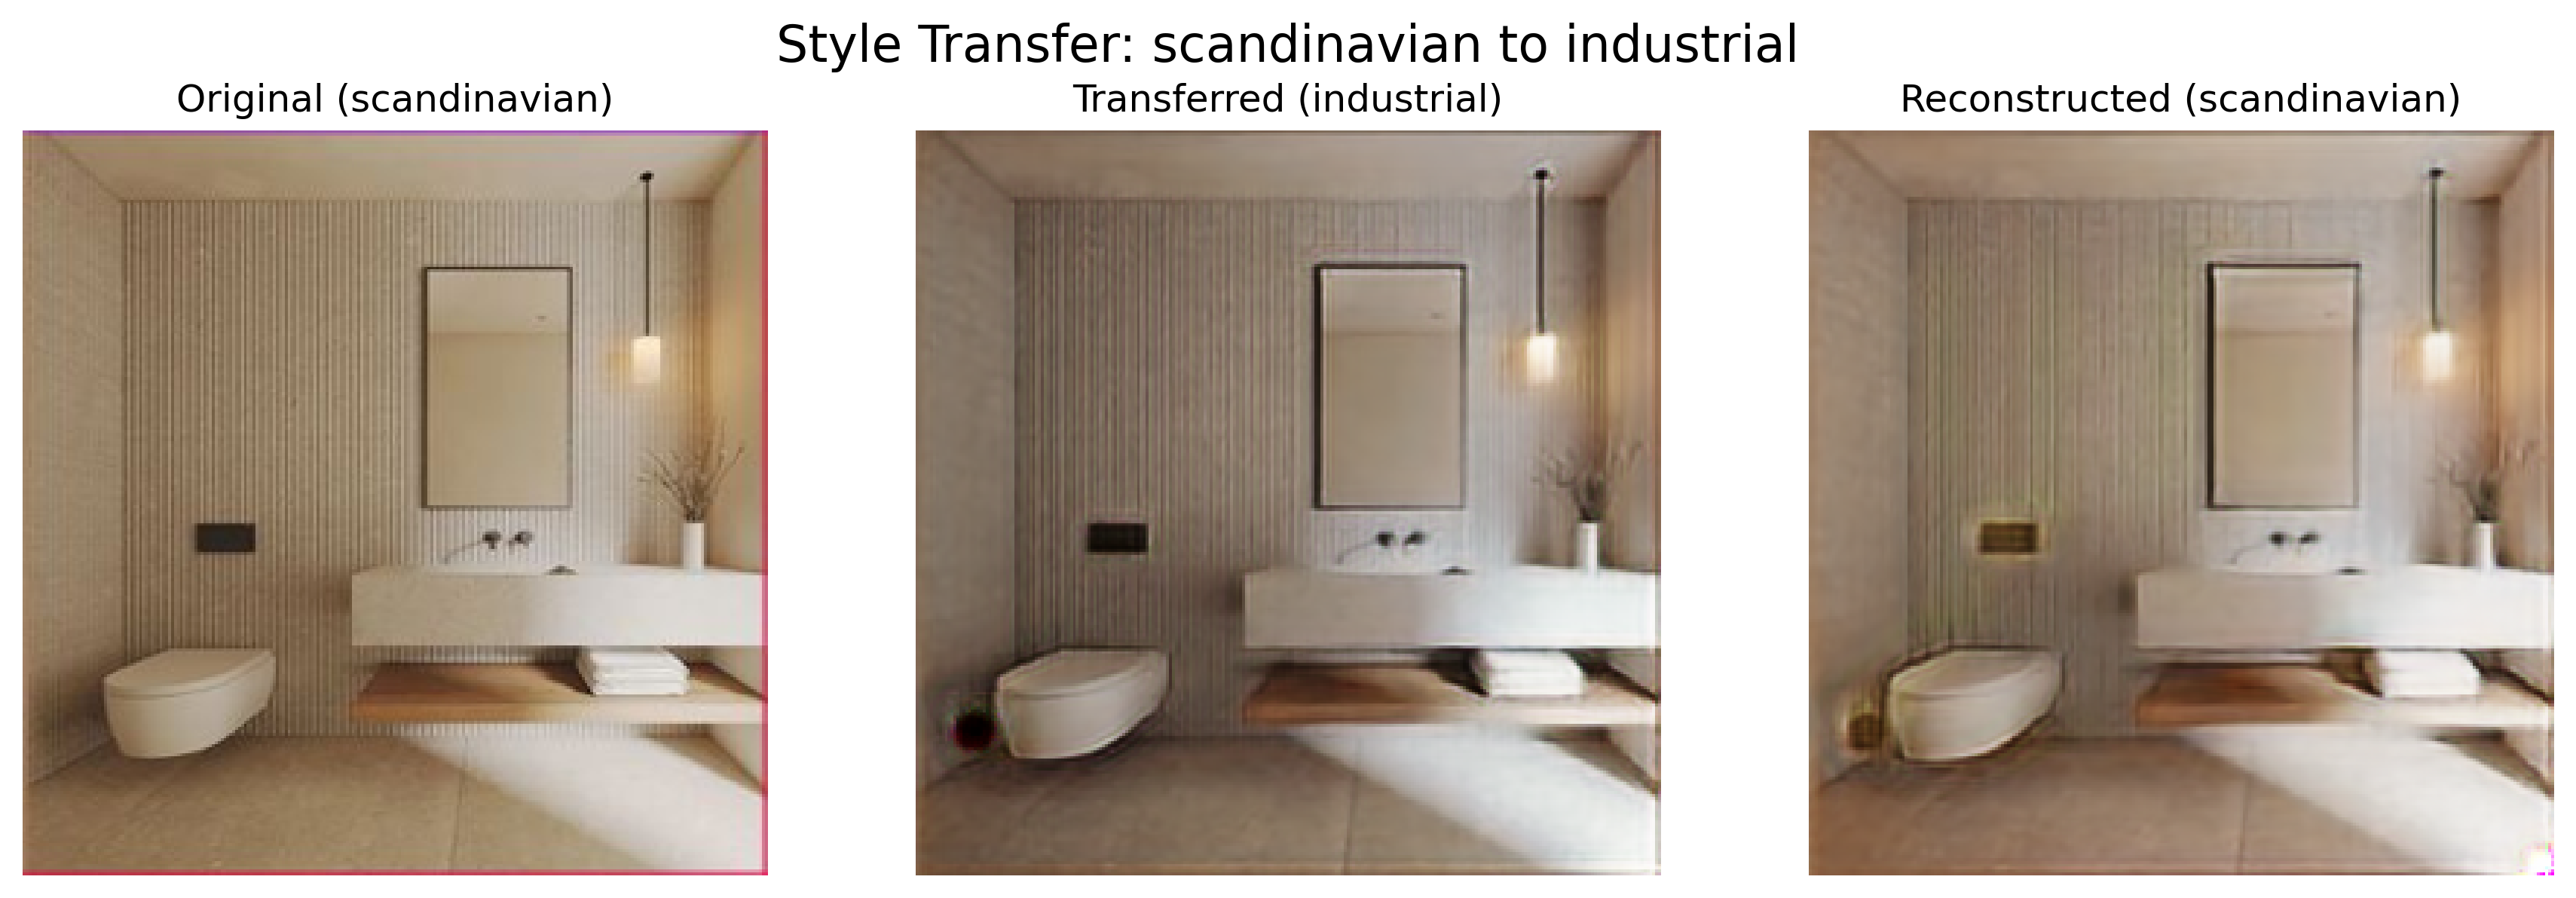 Style Transfer: scandinavian to industrial
Original (scandinavian)
Transferred (industrial)
Reconstructed (scandinavian)